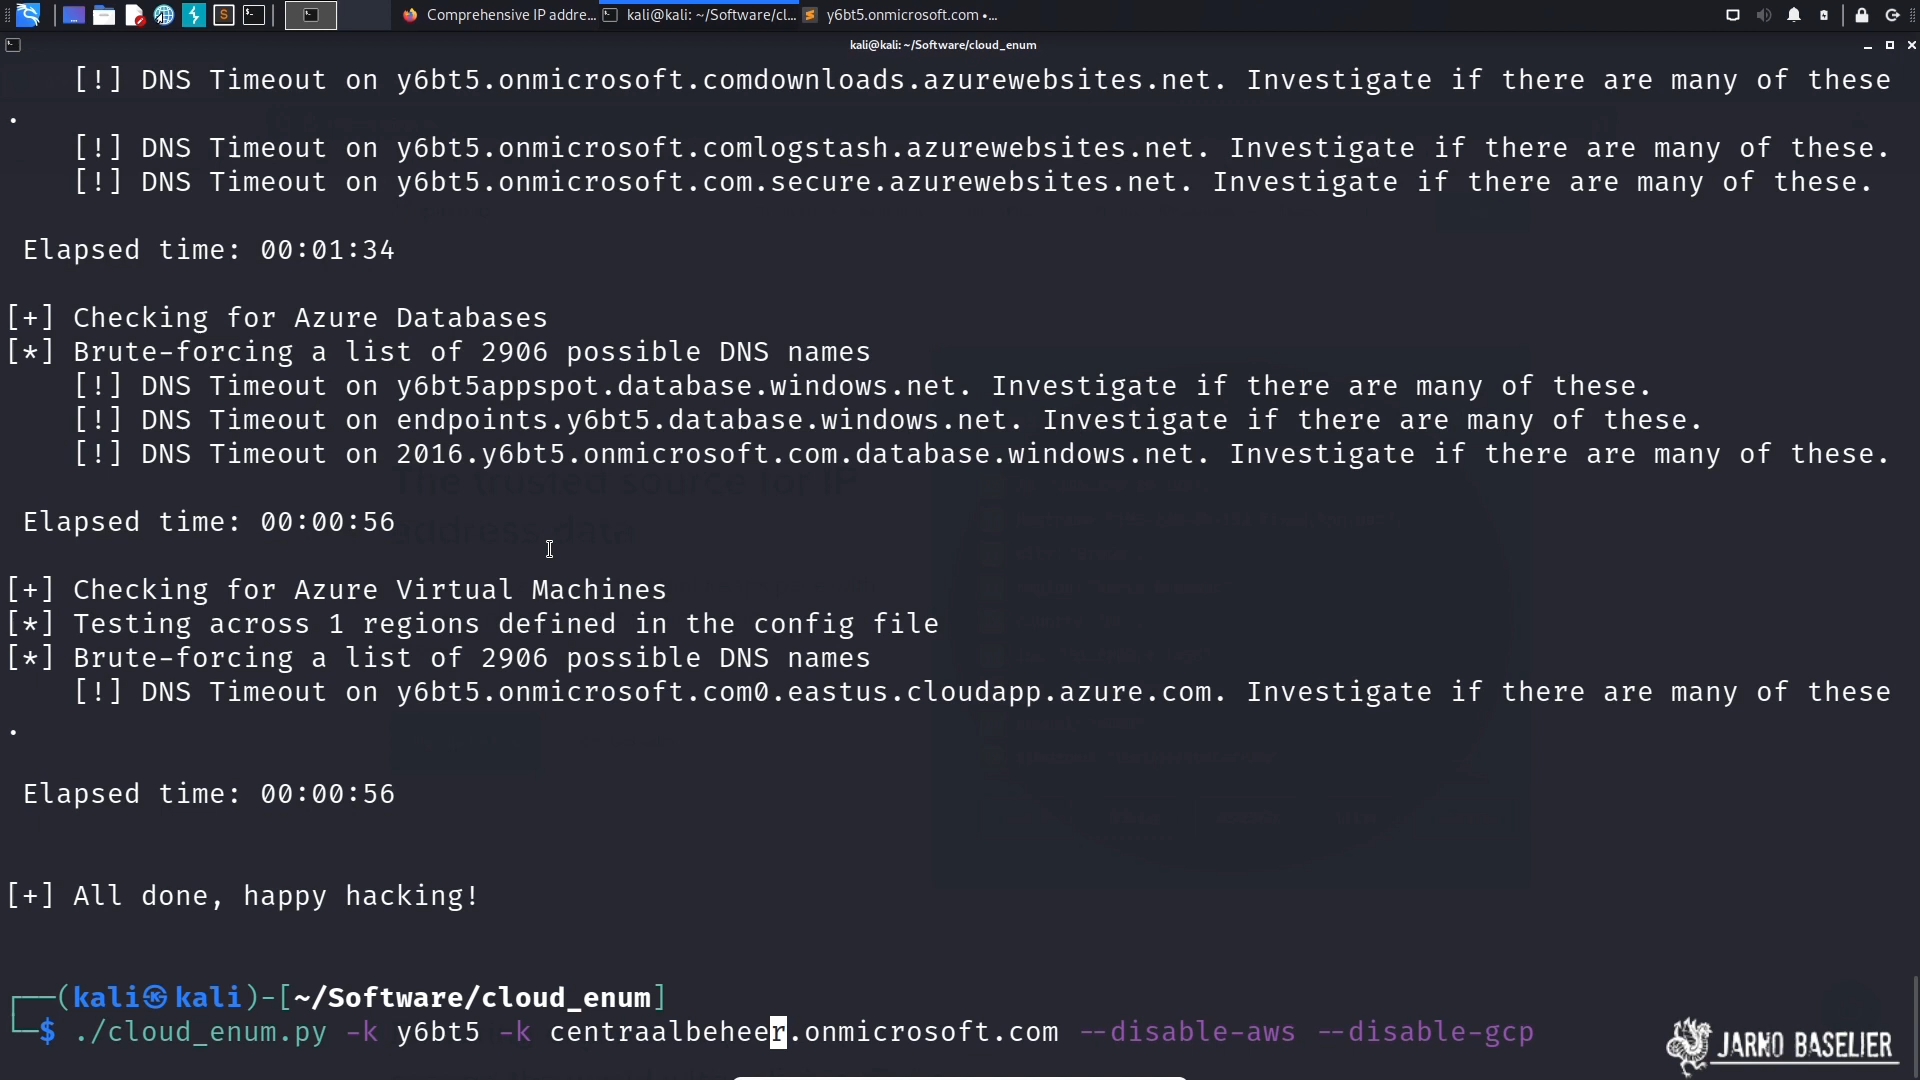 Comprehensive IP addre...
kali@kali: ~/Software/cl...
y6bt5.onmicrosoft.com •...
kali@kali: ~/Software/cloud_enum
[!] DNS Timeout on y6bt5.onmicrosoft.comdownloads.azurewebsites.net. Investigate if there are many of these
.
[!] DNS Timeout on y6bt5.onmicrosoft.comlogstash.azurewebsites.net. Investigate if there are many of these.
[!] DNS Timeout on y6bt5.onmicrosoft.com.secure.azurewebsites.net. Investigate if there are many of these.
Elapsed time: 00:01:34
[+] Checking for Azure Databases
[*] Brute-forcing a list of 2906 possible DNS names
[!] DNS Timeout on y6bt5appspot.database.windows.net. Investigate if there are many of these.
[!] DNS Timeout on endpoints.y6bt5.database.windows.net. Investigate if there are many of these.
[!] DNS Timeout on 2016.y6bt5.onmicrosoft.com.database.windows.net. Investigate if there are many of these.
The trusted source for IP
address data
Elapsed time: 00:00:56
[+] Checking for Azure Virtual Machines
[*] Testing across 1 regions defined in the config file
[*] Brute-forcing a list of 2906 possible DNS names
[!] DNS Timeout on y6bt5.onmicrosoft.com0.eastus.cloudapp.azure.com. Investigate if there are many of these
.
Elapsed time: 00:00:56
[+] All done, happy hacking!
┌──(kali㉿kali)-[~/Software/cloud_enum]
└─$ ./cloud_enum.py -k y6bt5 -k centraalbeheer.onmicrosoft.com --disable-aws --disable-gcp
JARNO BASELIER